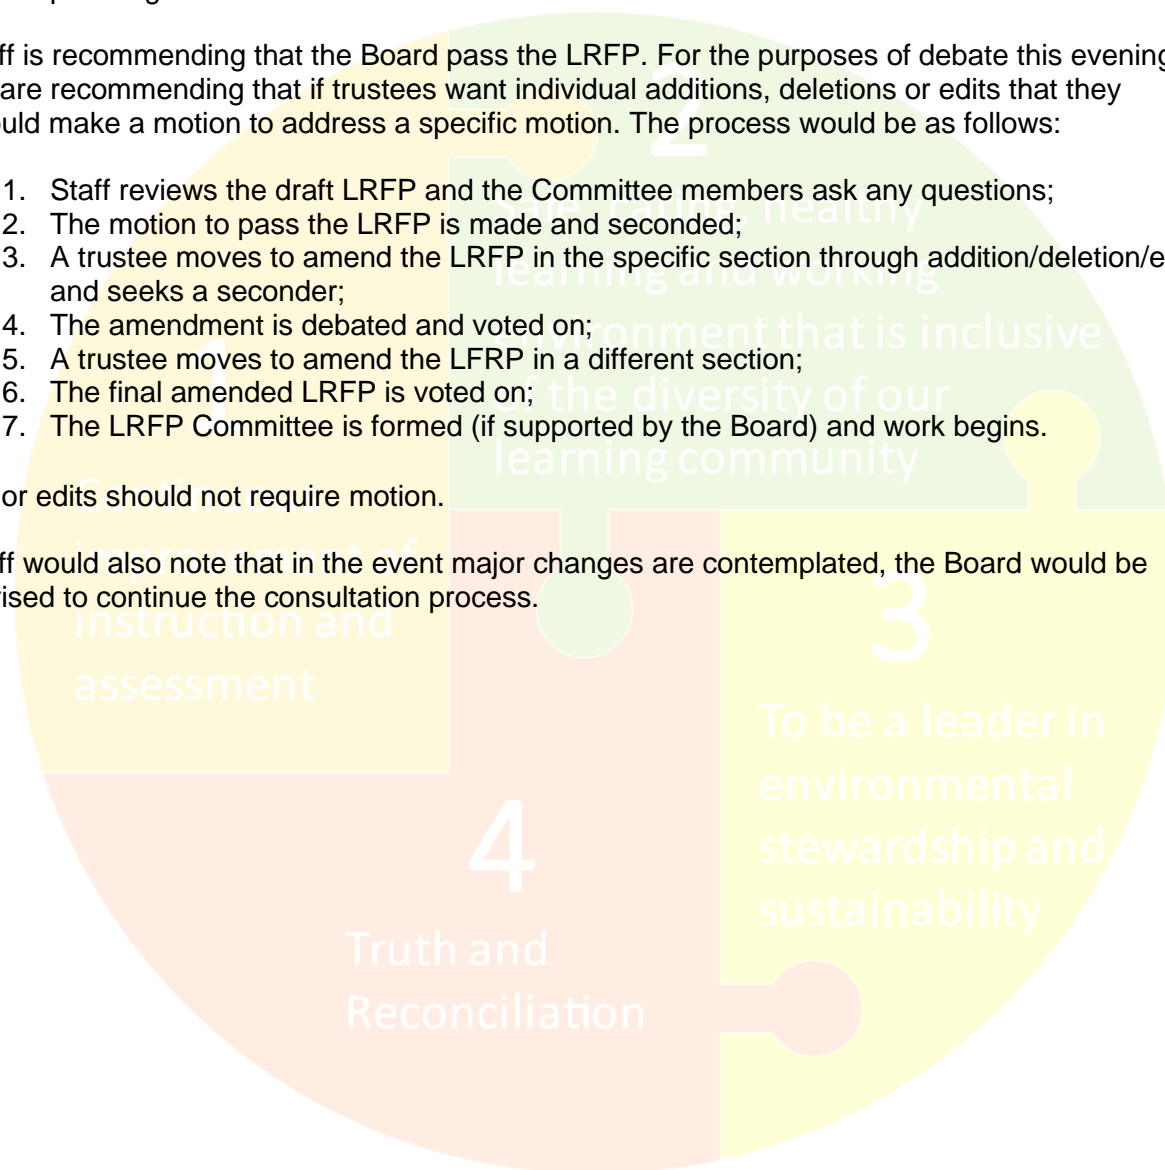 ff is recommending that the Board pass the LRFP. For the purposes of debate this evening
are recommending that if trustees want individual additions, deletions or edits that they
ould make a motion to address a specific motion. The process would be as follows:
1. Staff reviews the draft LRFP and the Committee members ask any questions;
2. The motion to pass the LRFP is made and seconded;
3. A trustee moves to amend the LRFP in the specific section through addition/deletion/e
and seeks a seconder;
4. The amendment is debated and voted on;
5. A trustee moves to amend the LFRP in a different section;
6. The final amended LRFP is voted on;
7. The LRFP Committee is formed (if supported by the Board) and work begins.
or edits should not require motion.
ff would also note that in the event major changes are contemplated, the Board would be
ised to continue the consultation process.
1
Continuous
improvement of
instruction and
assessment
2
Safe, caring, healthy
learning and working
environment that is inclusive
of the diversity of our
learning community
3
To be a leader in
environmental
stewardship and
sustainability
4
Truth and
Reconciliation